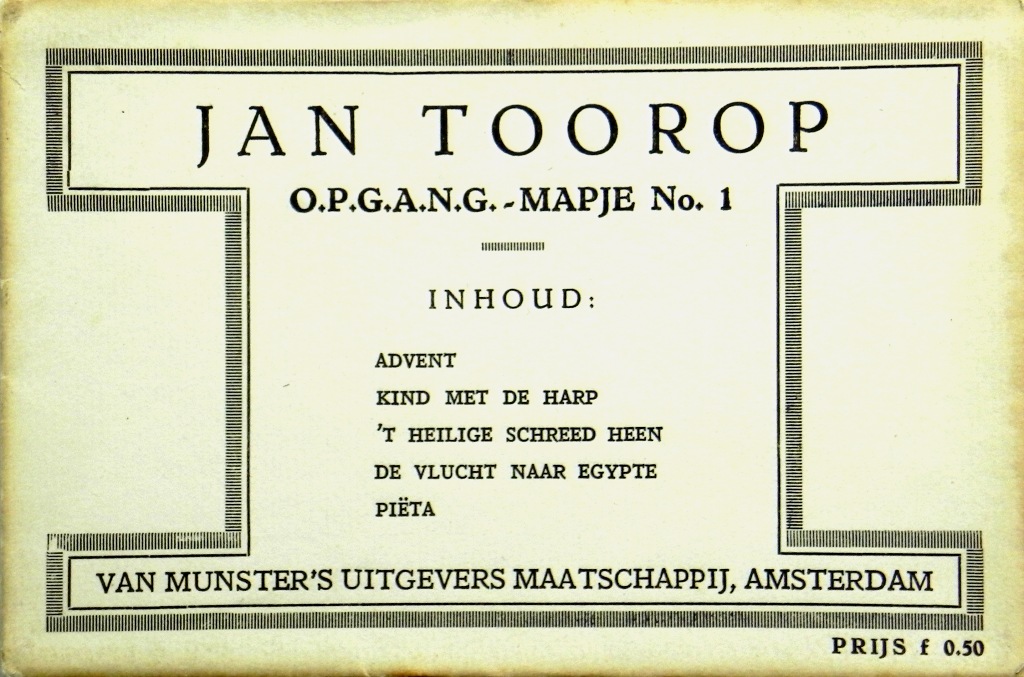 JAN TOOROP
O.P.G.A.N.G.-MAPJE No. 1
INHOUD:
ADVENT
KIND MET DE HARP
'T HEILIGE SCHREED HEEN
DE VLUCHT NAAR EGYPTE
PIËTA
VAN MUNSTER'S UITGEVERS MAATSCHAPPIJ, AMSTERDAM
PRIJS f 0.50